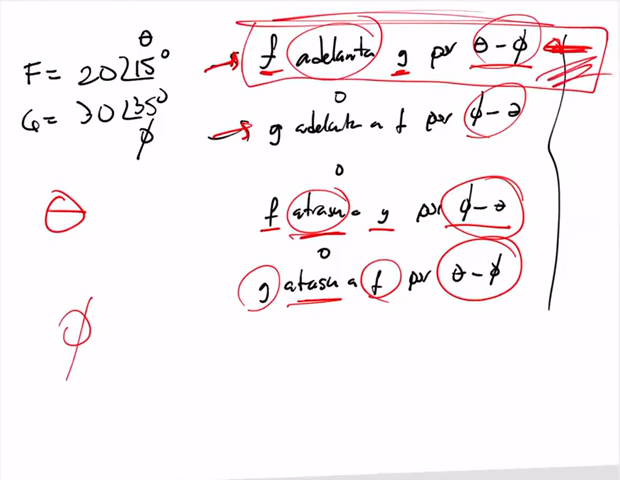 θ
F = 20∠15°
G = 30∠35°
ϕ
θ
ϕ
f adelanta g por θ - ϕ
o
g adelanta a f por ϕ - θ
o
f atrasa a g por ϕ - θ
o
g atrasa a f por θ - ϕ